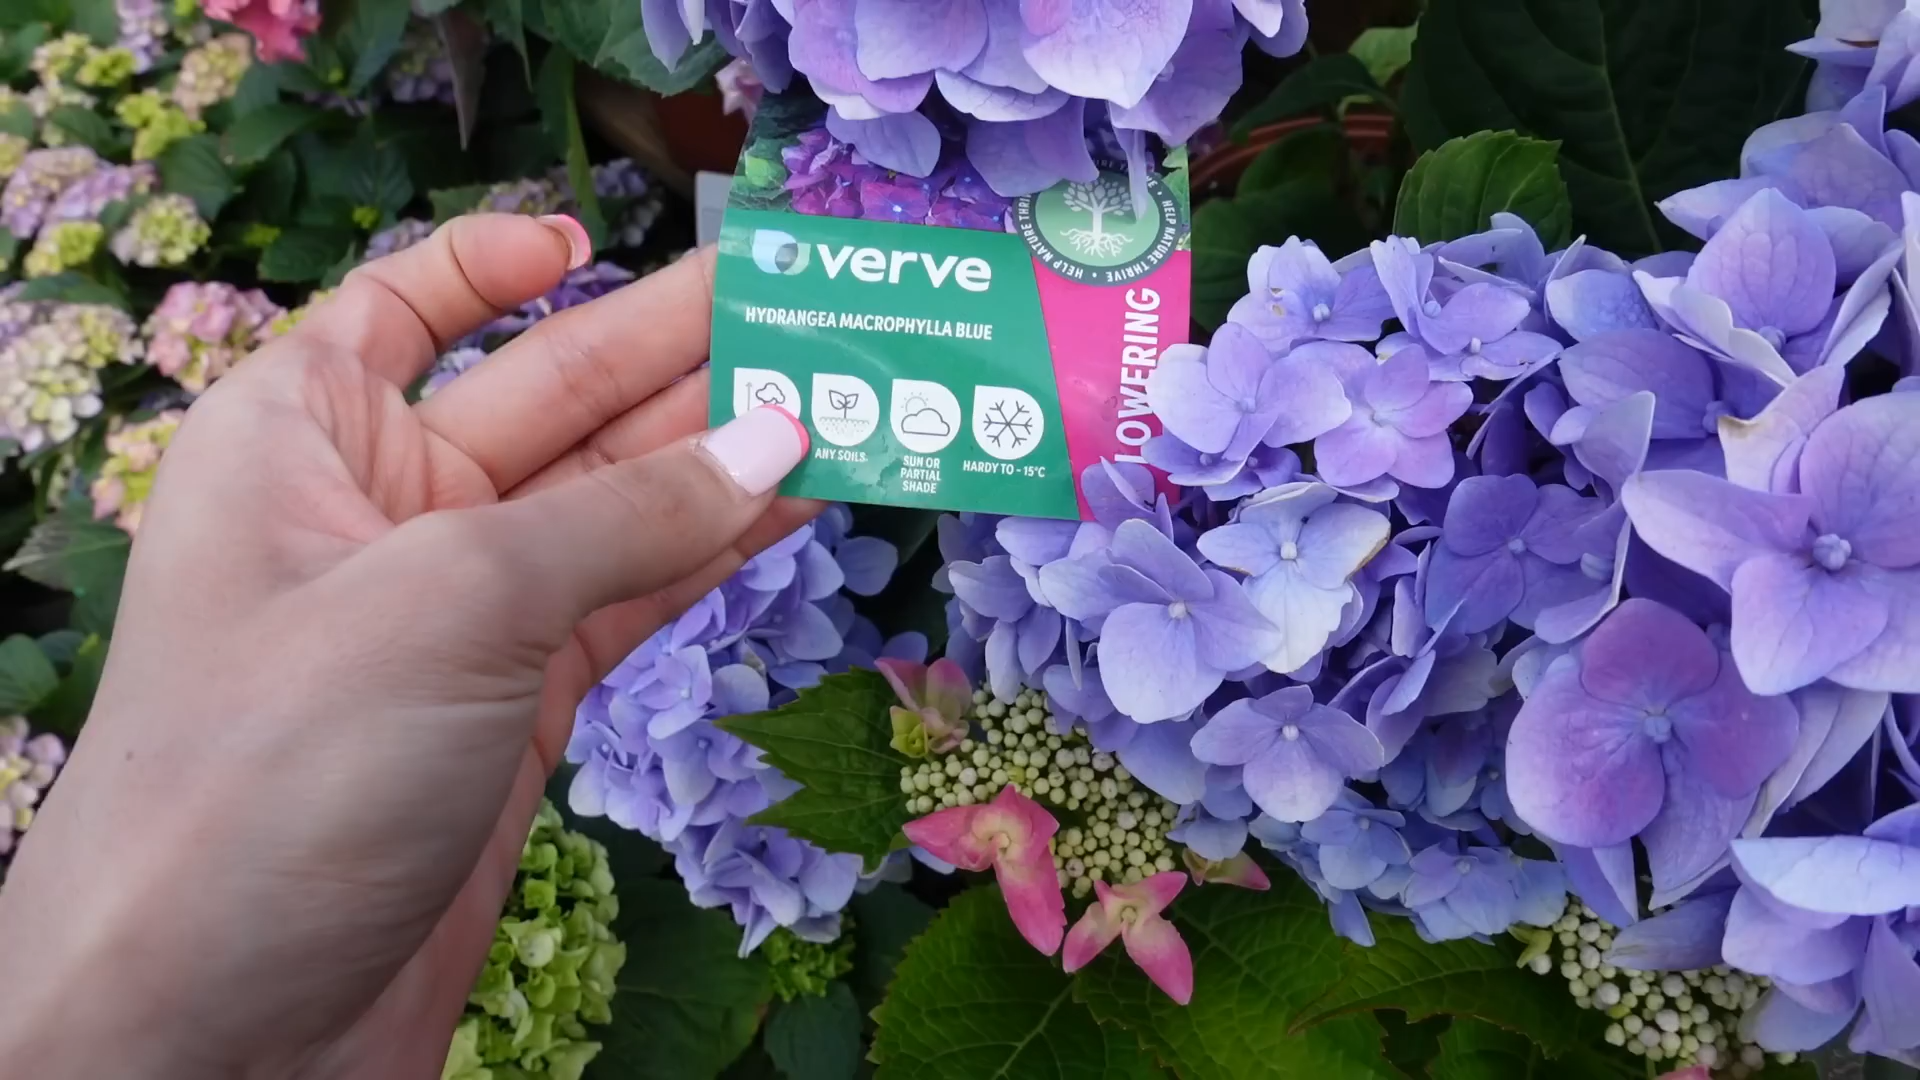 verve
HYDRANGEA MACROPHYLLA BLUE
ANY SOILS
SUN OR
PARTIAL
SHADE
HARDY TO -15°C
HELP NATURE THRIVE
LOWERING